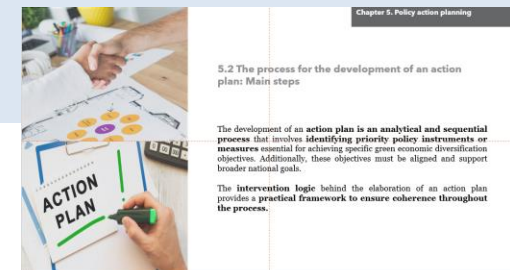 Chapter 5. Policy action planning
5.2 The process for the development of an action
plan: Main steps
The development of an action plan is an analytical and sequential
process that involves identifying priority policy instruments or
measures essential for achieving specific green economic diversification
objectives. Additionally, these objectives must be aligned and support
broader national goals.
The intervention logic behind the elaboration of an action plan
provides a practical framework to ensure coherence throughout
the process.
ACTION
PLAN